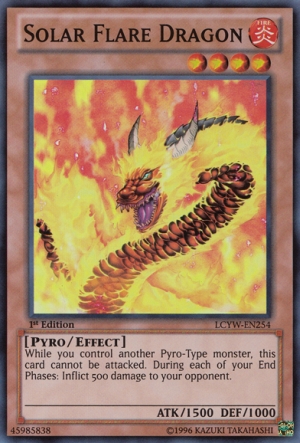 SOLAR FLARE DRAGON
FIRE
炎
1st Edition
LCYW-EN254
[PYRO/EFFECT]
While you control another Pyro-Type monster, this
card cannot be attacked. During each of your End
Phases: Inflict 500 damage to your opponent.
ATK/1500 DEF/1000
45985838
©1996 KAZUKI TAKAHASHI